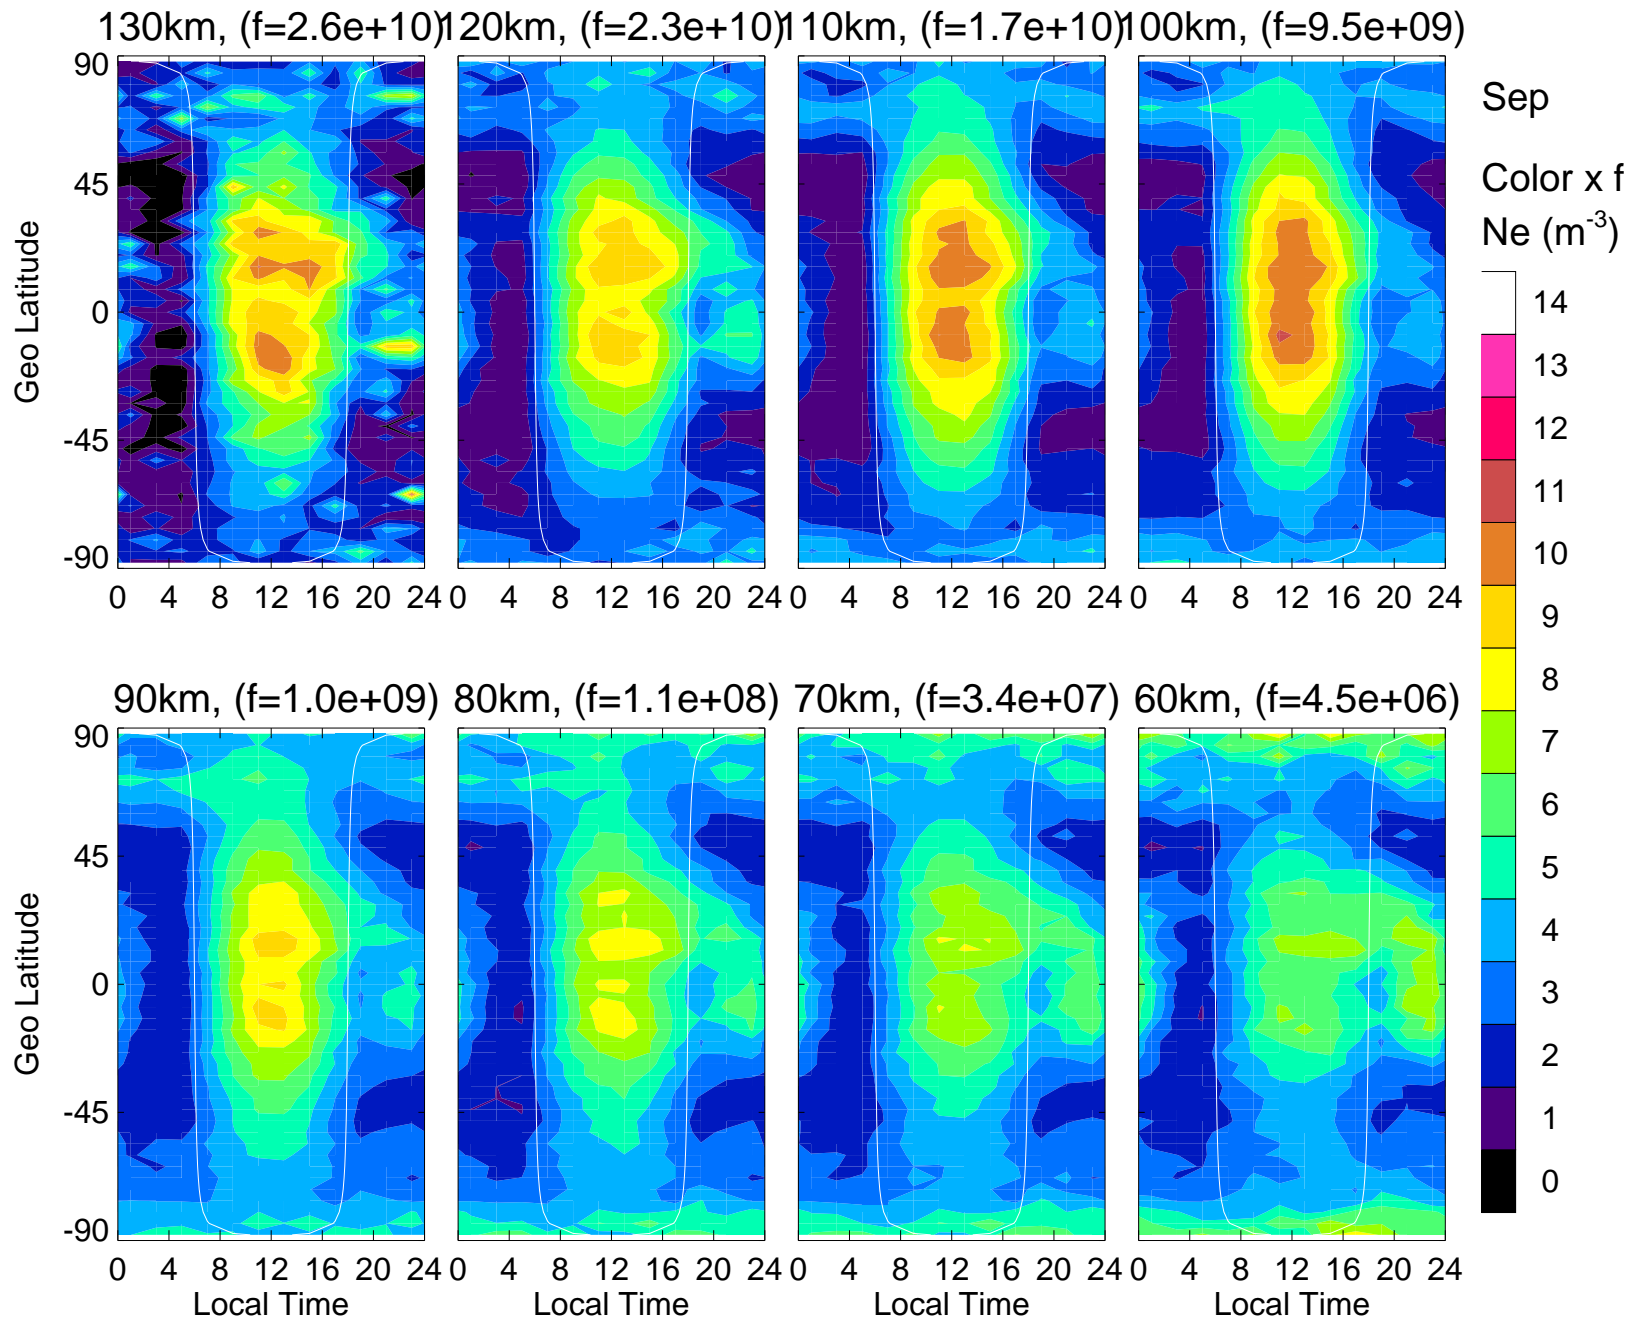 130km, (f=2.6e+10) 120km, (f=2.3e+10) 110km, (f=1.7e+10) 100km, (f=9.5e+09)
Sep
Color x f
Ne (m⁻³)
Geo Latitude
90
45
0
-45
-90
0 4 8 12 16 20 24 0 4 8 12 16 20 24 0 4 8 12 16 20 24 0 4 8 12 16 20 24
14
13
12
11
10
9
8
7
6
5
4
3
2
1
0
90km, (f=1.0e+09) 80km, (f=1.1e+08) 70km, (f=3.4e+07) 60km, (f=4.5e+06)
Geo Latitude
90
45
0
-45
-90
0 4 8 12 16 20 24 0 4 8 12 16 20 24 0 4 8 12 16 20 24 0 4 8 12 16 20 24
Local Time Local Time Local Time Local Time